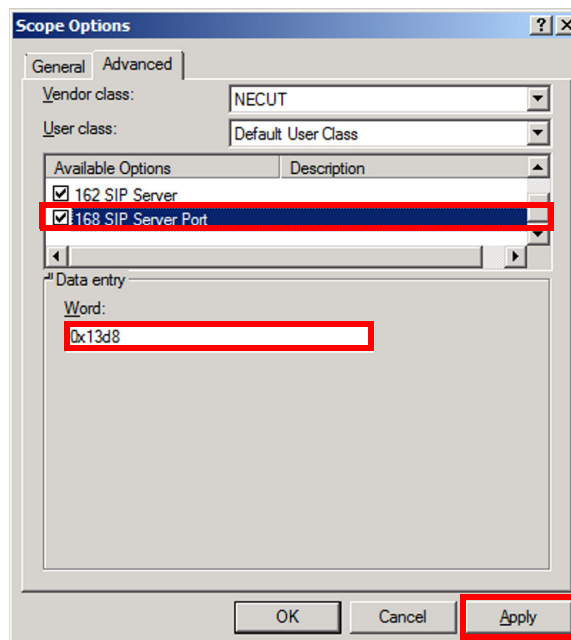 Scope Options
General Advanced
Vendor class: NECUT
User class: Default User Class
Available Options Description
162 SIP Server
168 SIP Server Port
Data entry
Word:
0x13d8
OK Cancel Apply